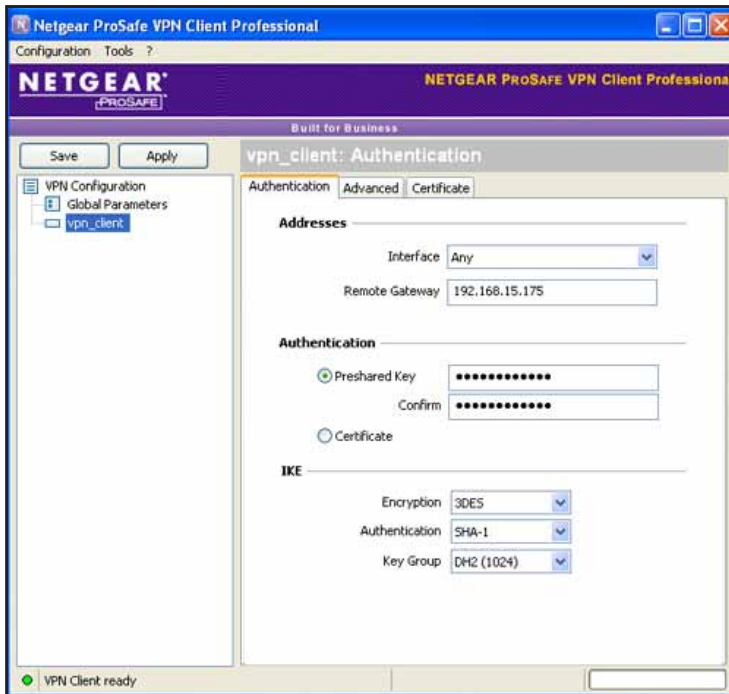 Netgear ProSafe VPN Client Professional
Configuration Tools ?
NETGEAR®
PROSAFE
NETGEAR PROSAFE VPN Client Professiona
Built for Business
Save Apply
vpn_client: Authentication
VPN Configuration
Global Parameters
vpn_client
Authentication Advanced Certificate
Addresses
Interface Any
Remote Gateway 192.168.15.175
Authentication
Preshared Key ••••••••••••
Confirm ••••••••••••
Certificate
IKE
Encryption 3DES
Authentication SHA-1
Key Group DH2 (1024)
VPN Client ready